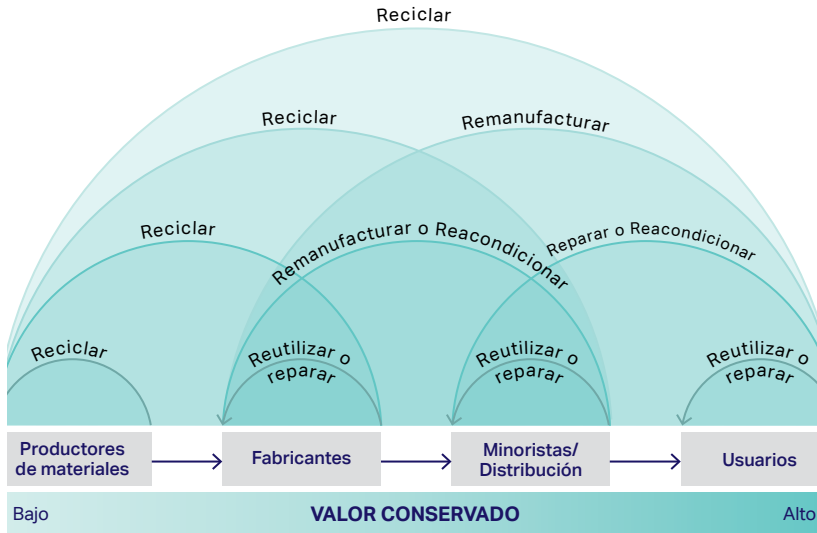 Reciclar
Reciclar
Remanufacturar
Reciclar
Remanufacturar o Reacondicionar
Reparar o Reacondicionar
Reciclar
Reutilizar o
reparar
Reutilizar o
reparar
Reutilizar o
reparar
Productores
de materiales
Fabricantes
Minoristas/
Distribución
Usuarios
Bajo
VALOR CONSERVADO
Alto